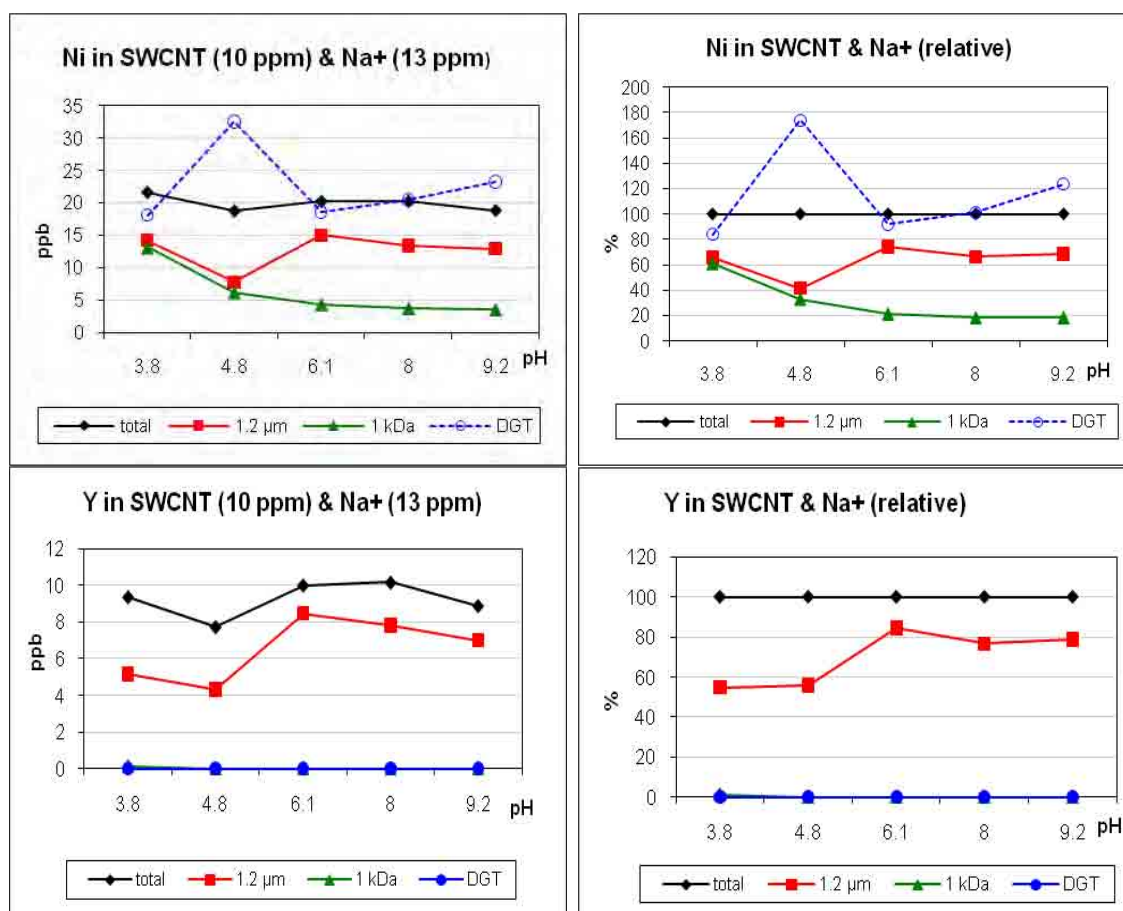 Ni in SWCNT (10 ppm) & Na+ (13 ppm)
35
30
25
20
15
10
5
0
ppb
3.8 4.8 6.1 8 9.2
pH
total 1.2 µm 1 kDa DGT
Ni in SWCNT & Na+ (relative)
200
180
160
140
120
100
80
60
40
20
0
%
3.8 4.8 6.1 8 9.2
pH
total 1.2 µm 1 kDa DGT
Y in SWCNT (10 ppm) & Na+ (13 ppm)
12
10
8
6
4
2
0
ppb
3.8 4.8 6.1 8 9.2
pH
total 1.2 µm 1 kDa DGT
Y in SWCNT & Na+ (relative)
120
100
80
60
40
20
0
%
3.8 4.8 6.1 8 9.2
pH
total 1.2 µm 1 kDa DGT